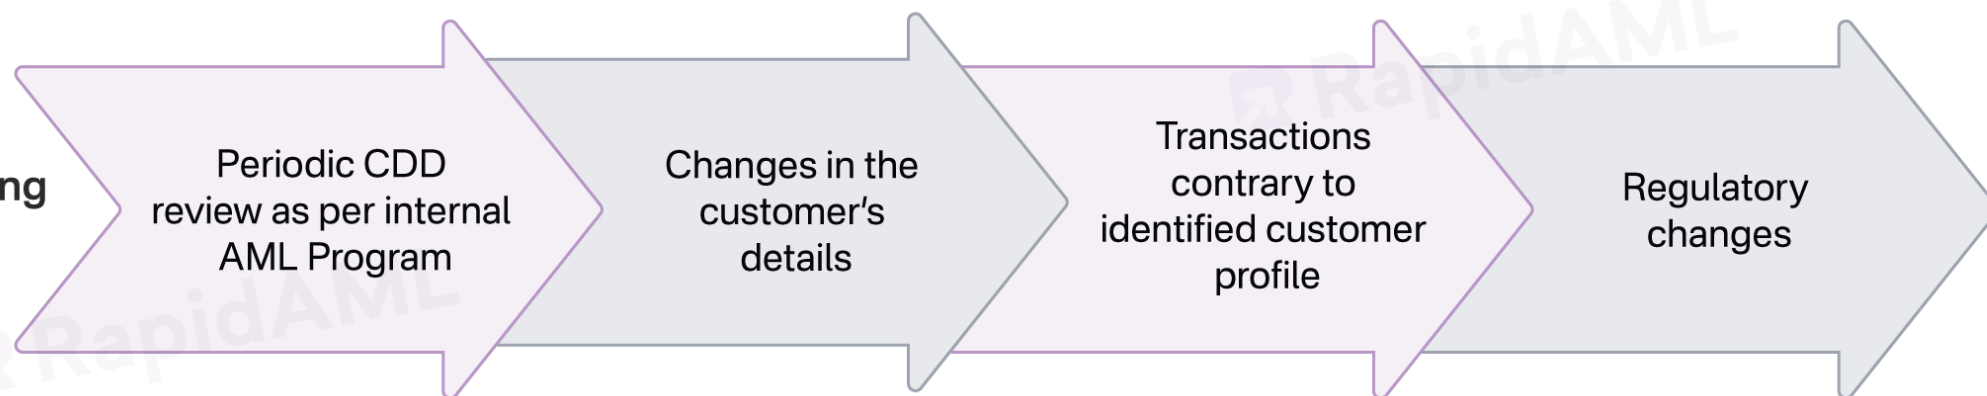 ng
Periodic CDD
review as per internal
AML Program
Changes in the
customer's
details
Transactions
contrary to
identified customer
profile
Regulatory
changes
RapidAML
RapidAML